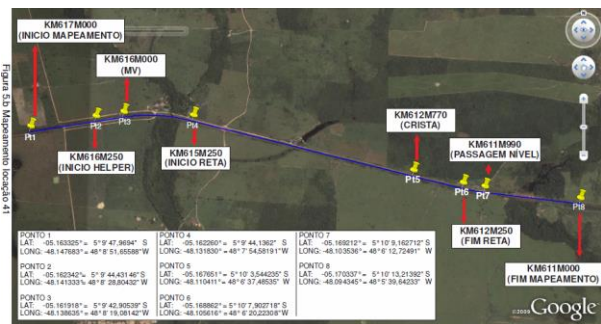 KM617M000
(INICIO MAPEAMENTO)
KM616M000
(MV)
KM612M770
(CRISTA)
KM611M990
(PASSAGEM NÍVEL)
Pt1
Pt2
Pt3
Pt4
Pt5
Pt6
Pt7
Pt8
KM616M250
(INICIO HELPER)
KM615M250
(INICIO RETA)
KM612M250
(FIM RETA)
KM611M000
(FIM MAPEAMENTO)
Figura 5.b Mapeamento locação 41
PONTO 1
LAT: -05.163325° = 5° 9' 47,9694" S
LONG: -48.147683° = 48° 8' 51,65588" W
PONTO 2
LAT: -05.162342° = 5° 9' 44,43146" S
LONG: -48.141333° = 48° 8' 28,80432" W
PONTO 3
LAT: -05.161918° = 5° 9' 42,90539" S
LONG: -48.138635° = 48° 8' 19,08142" W
PONTO 4
LAT: -05.162260° = 5° 9' 44,1362" S
LONG: -48.131830° = 48° 7' 54,58191" W
PONTO 5
LAT: -05.167651° = 5° 10' 3,544235" S
LONG: -48.110411° = 48° 6' 37,48535" W
PONTO 6
LAT: -05.168862° = 5° 10' 7,902718" S
LONG: -48.105616° = 48° 6' 20,22308" W
PONTO 7
LAT: -05.169212° = 5° 10' 9,162712" S
LONG: -48.103536° = 48° 6' 12,72491" W
PONTO 8
LAT: -05.170337° = 5° 10' 13,21392" S
LONG: -48.094345° = 48° 5' 39,64233" W
©2009 Google